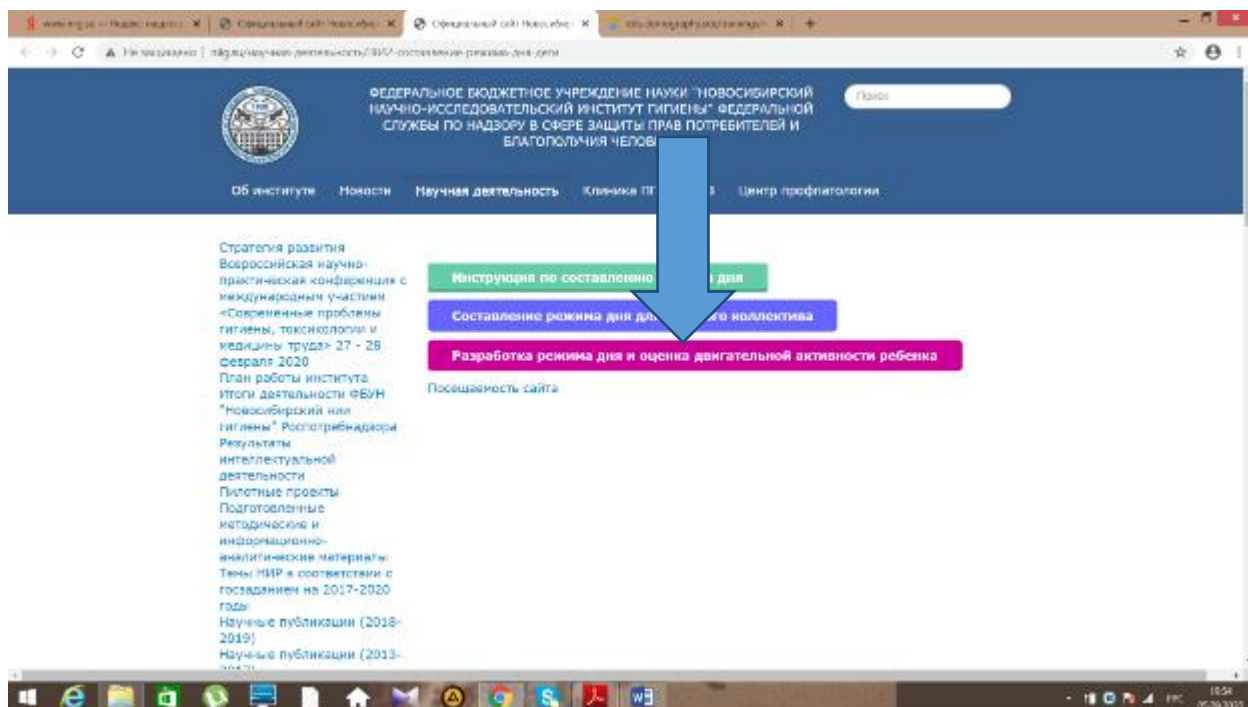 Не защищено
ФЕДЕРАЛЬНОЕ БЮДЖЕТНОЕ УЧРЕЖДЕНИЕ НАУКИ "НОВОСИБИРСКИЙ
НАУЧНО-ИССЛЕДОВАТЕЛЬСКИЙ ИНСТИТУТ ГИГИЕНЫ" ФЕДЕРАЛЬНОЙ
СЛУЖБЫ ПО НАДЗОРУ В СФЕРЕ ЗАЩИТЫ ПРАВ ПОТРЕБИТЕЛЕЙ И
БЛАГОПОЛУЧИЯ
Поиск
Об институте Новости Научная деятельность Клиника Центр профпатологии
Стратегия развития
Всероссийская научно-
практическая конференция с
международным участием
«Современные проблемы
гигиены, токсикологии и
медицины труда» 27 - 28
февраля 2020
План работы института
Итоги деятельности ФБУН
"Новосибирский нии
гигиены" Роспотребнадзора
Результаты
интеллектуальной
деятельности
Пилотные проекты
Подготовленные
методические и
информационно-
аналитические материалы
Темы НИР в соответствии с
госзаданием на 2017-2020
годы
Научные публикации (2018-
2019)
Научные публикации (2013-
Инструкция по составлению дня
Составление режима дня коллектива
Разработка режима дня и оценка двигательной активности ребенка
Посещаемость сайта
10:54